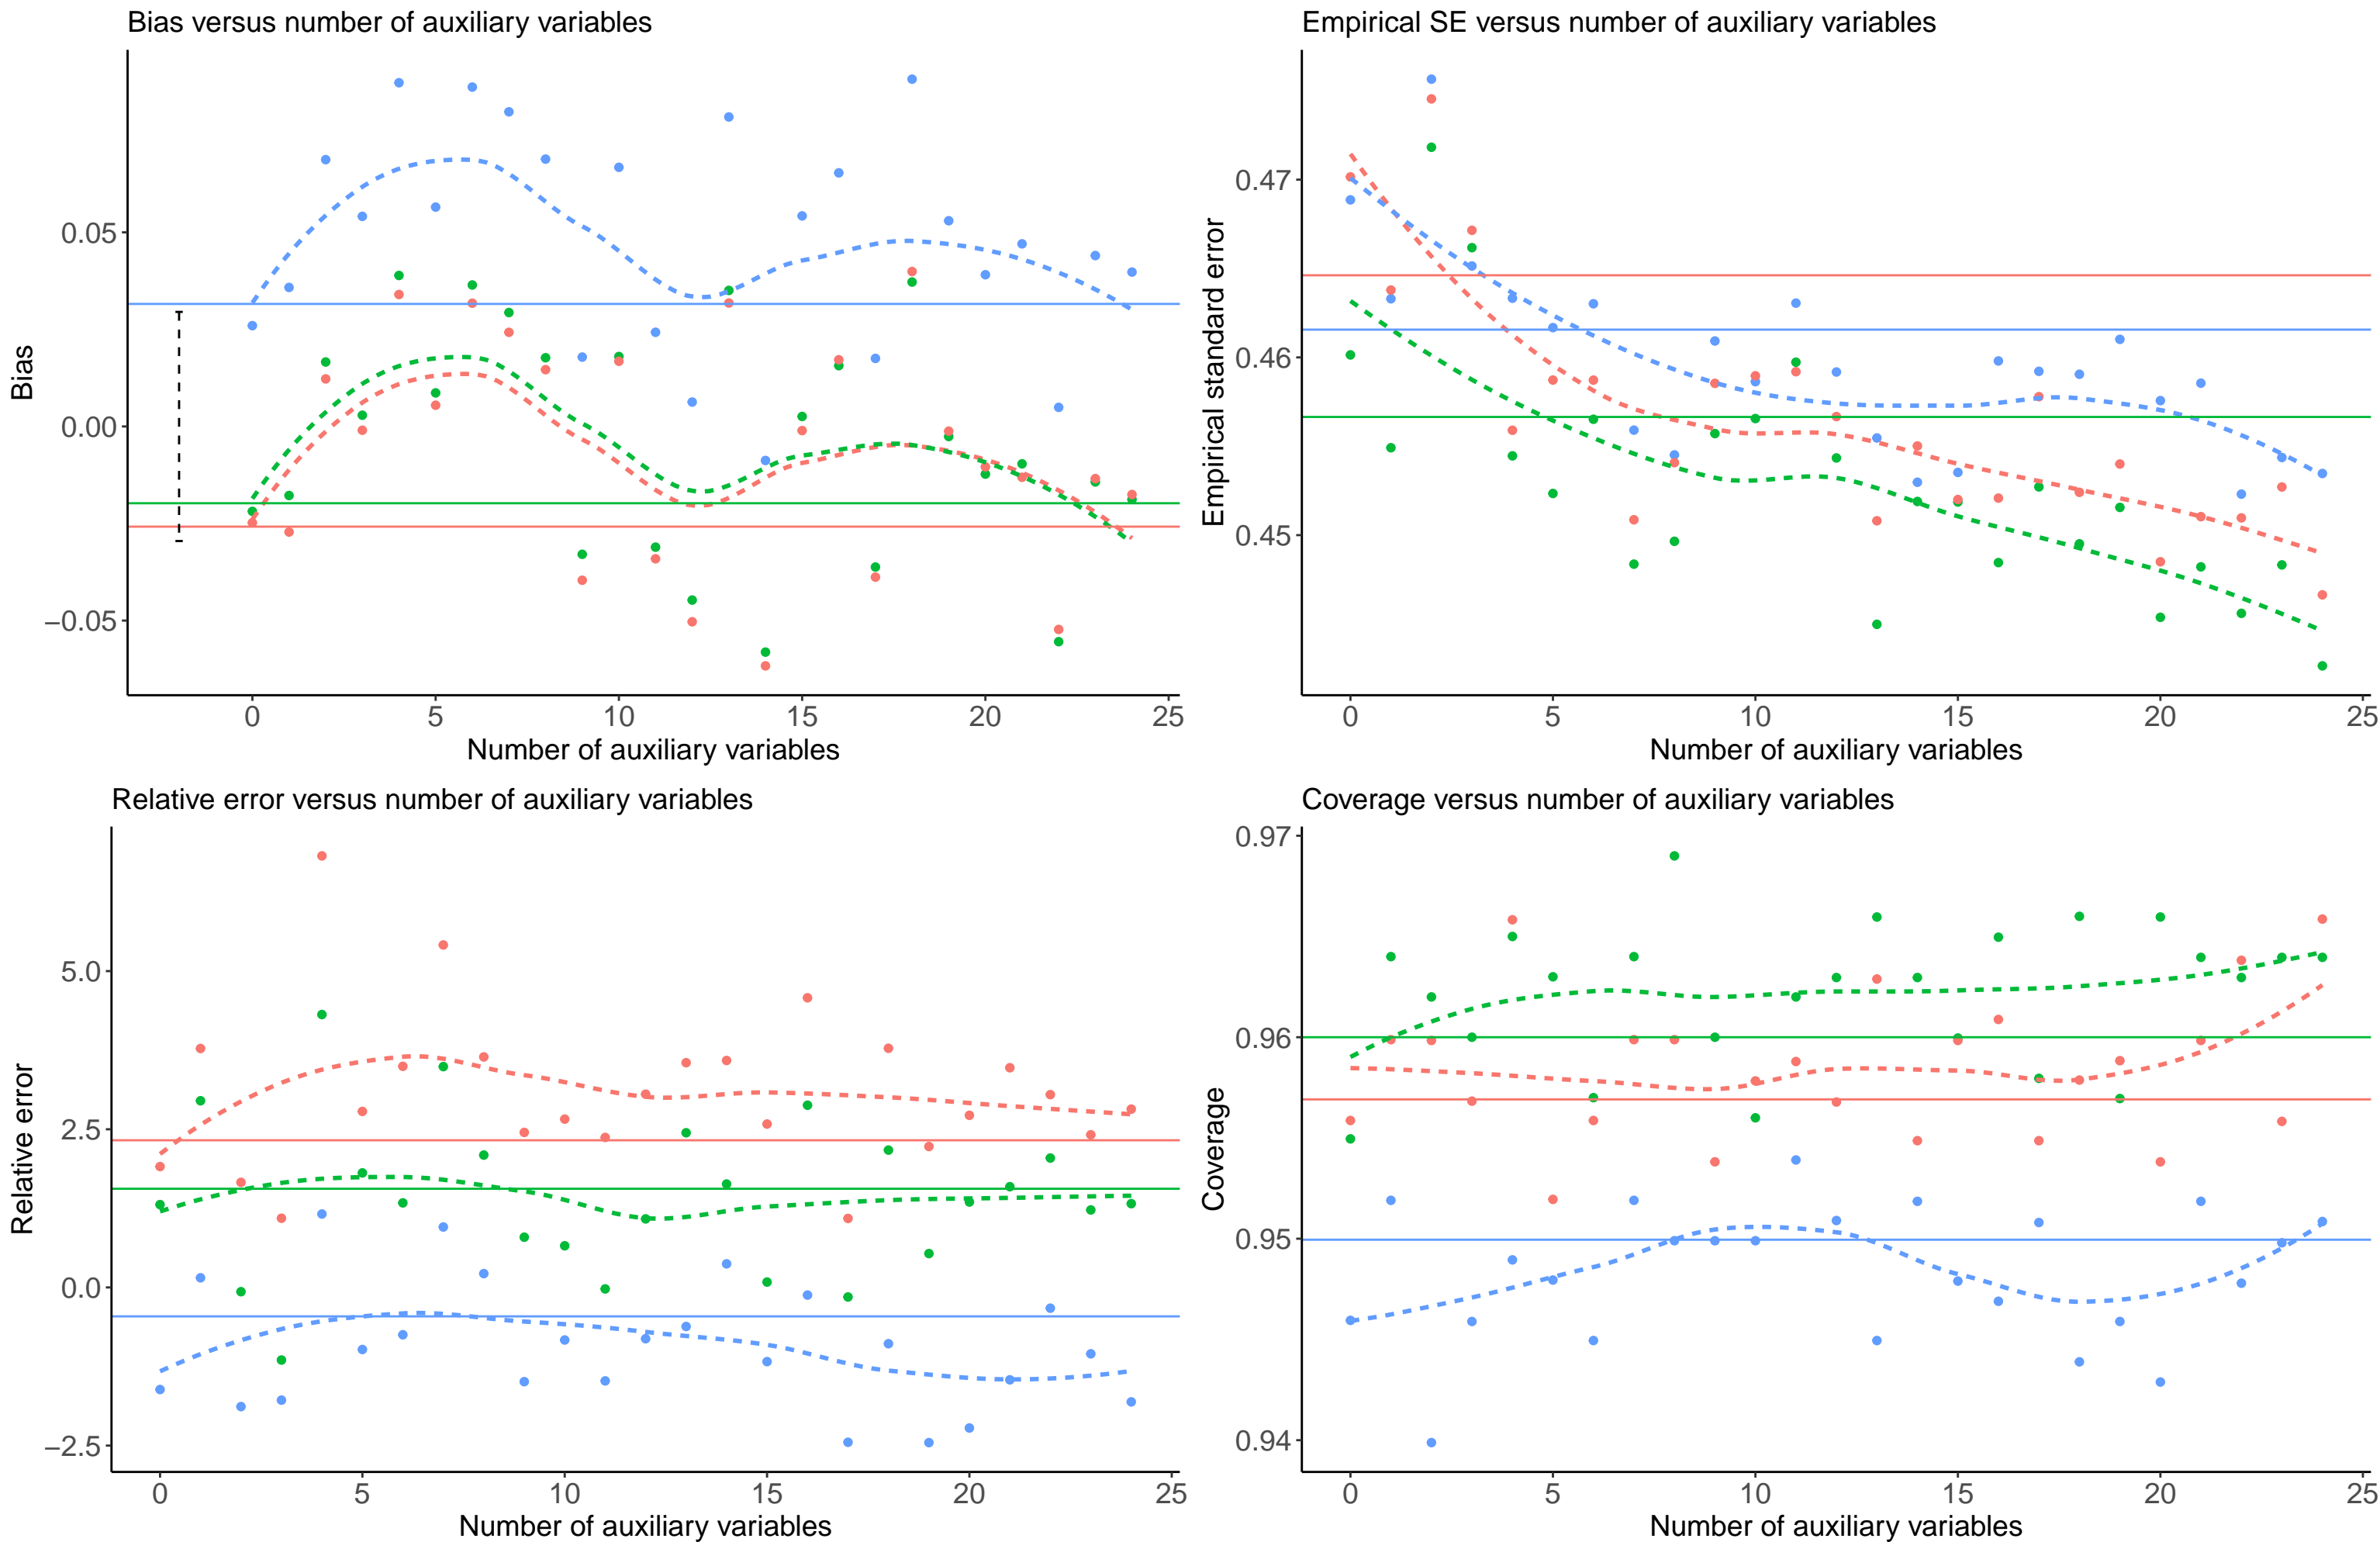 Bias versus number of auxiliary variables
Bias
0.05
0.00
−0.05
0 5 10 15 20 25
Number of auxiliary variables
Empirical SE versus number of auxiliary variables
Empirical standard error
0.47
0.46
0.45
0 5 10 15 20 25
Number of auxiliary variables
Relative error versus number of auxiliary variables
Relative error
5.0
2.5
0.0
−2.5
0 5 10 15 20 25
Number of auxiliary variables
Coverage versus number of auxiliary variables
Coverage
0.97
0.96
0.95
0.94
0 5 10 15 20 25
Number of auxiliary variables